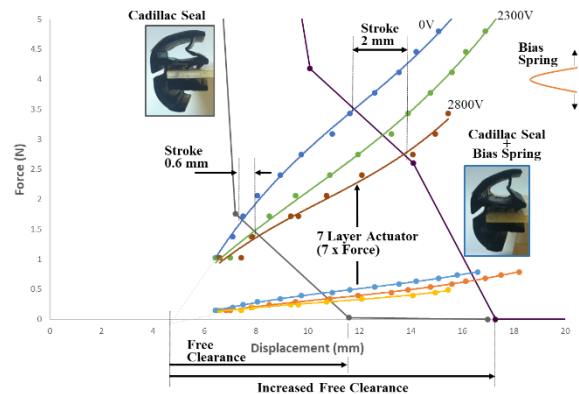 Cadillac Seal
Stroke
2 mm
0V
2300V
2800V
Bias
Spring
Stroke
0.6 mm
Cadillac Seal
+
Bias Spring
7 Layer Actuator
(7 x Force)
Force (N)
5
4.5
4
3.5
3
2.5
2
1.5
1
0.5
0
4
6
8
10
12
14
16
18
20
Free
Clearance
Displacement (mm)
Increased Free Clearance